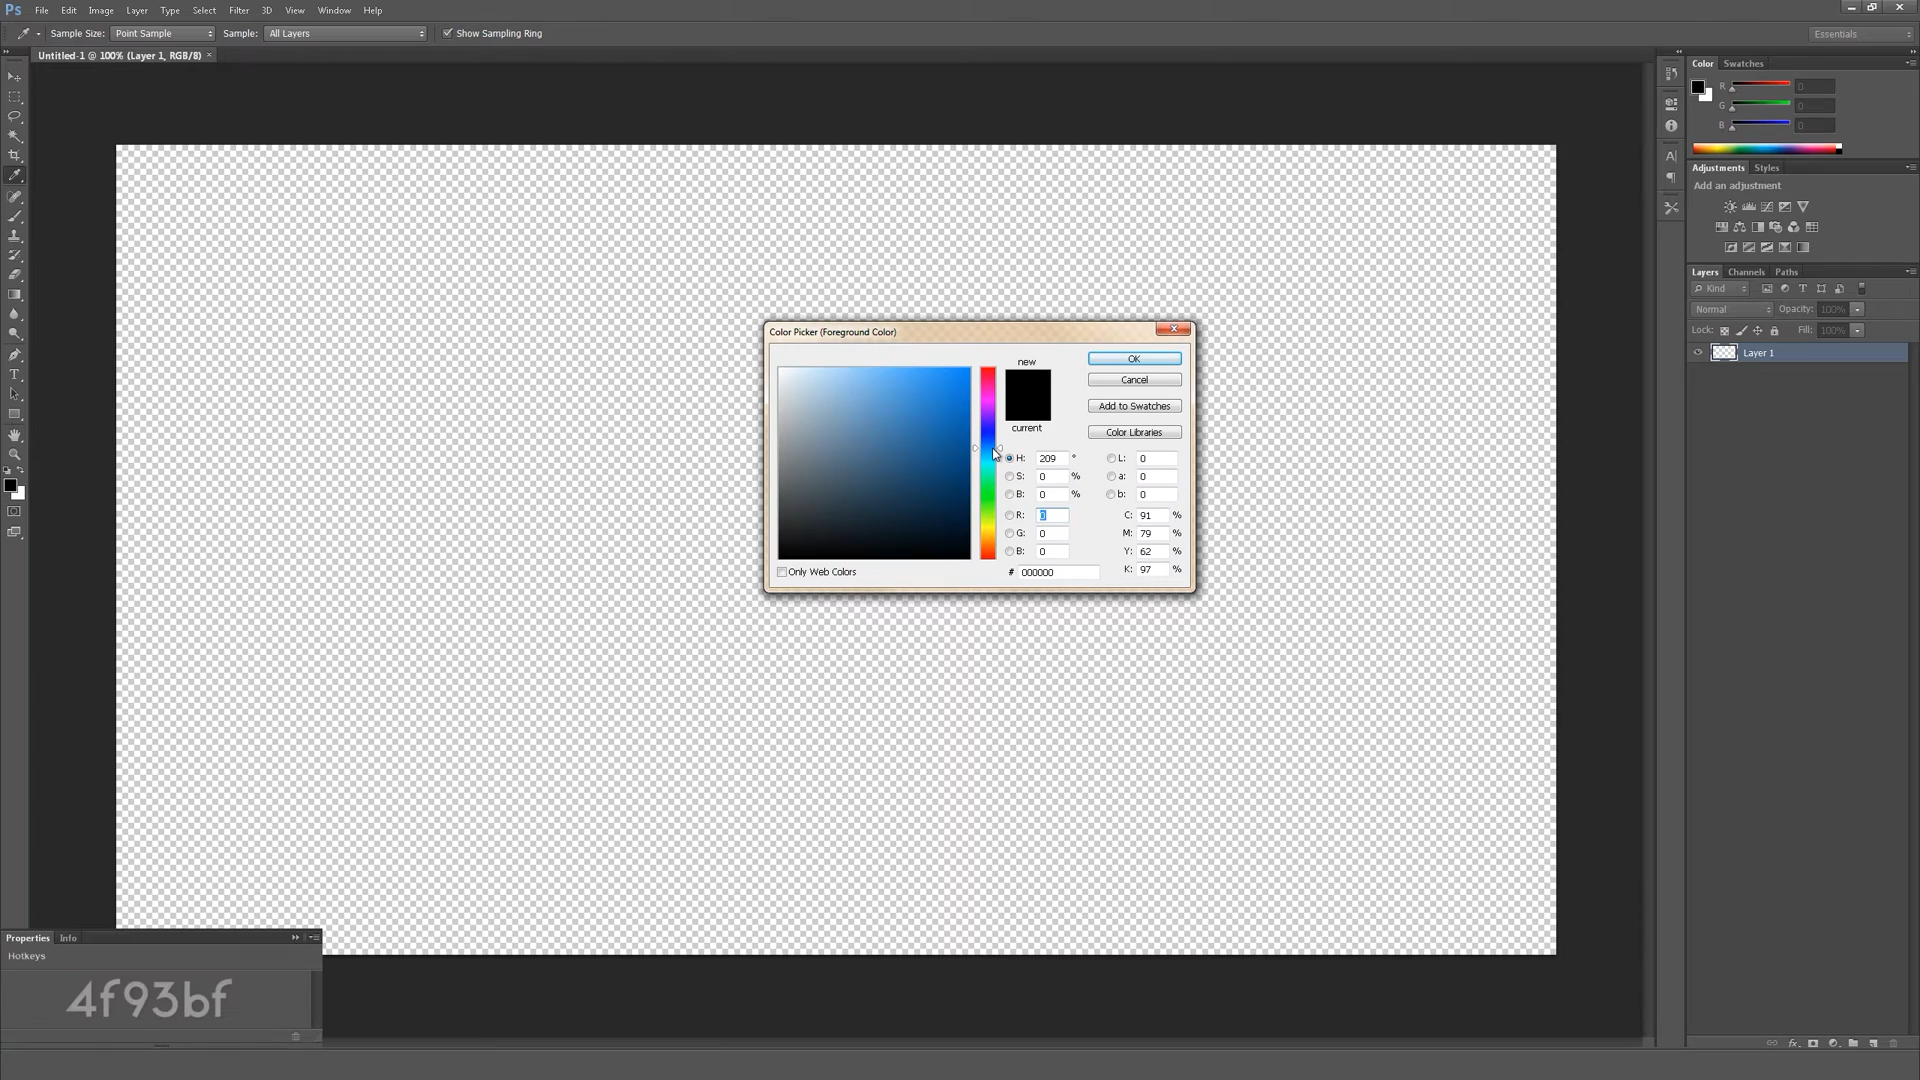 Ps File Edit Image Layer Type Select Filter 3D View Window Help
Sample Size: Point Sample Sample: All Layers Show Sampling Ring Essentials
Untitled-1 @ 100% (Layer 1, RGB/8) ×
Color Swatches
R 0
G 0
B 0
Adjustments Styles
Add an adjustment
Layers Channels Paths
Kind
Normal Opacity: 100%
Lock: Fill: 100%
Layer 1
Color Picker (Foreground Color)
new
current
OK
Cancel
Add to Swatches
Color Libraries
H: 209 ° L: 0
S: 0 % a: 0
B: 0 % b: 0
R: 0 C: 91 %
G: 0 M: 79 %
B: 0 Y: 62 %
# 000000 K: 97 %
Only Web Colors
Properties Info
Hotkeys
4f93bf